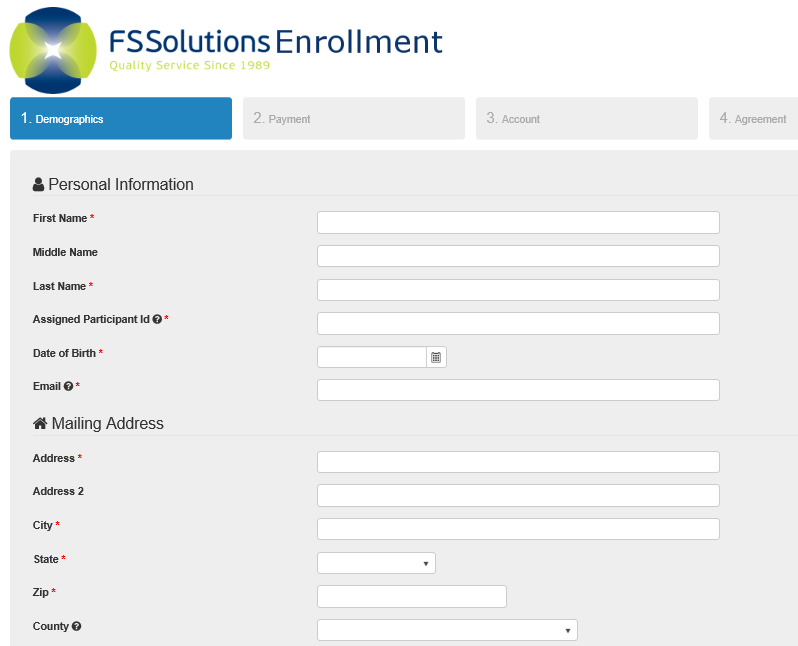 FSSolutions Enrollment
Quality Service Since 1989
1. Demographics
2. Payment
3. Account
4. Agreement
Personal Information
First Name *
Middle Name
Last Name *
Assigned Participant Id ? *
Date of Birth *
Email ? *
Mailing Address
Address *
Address 2
City *
State *
Zip *
County ?